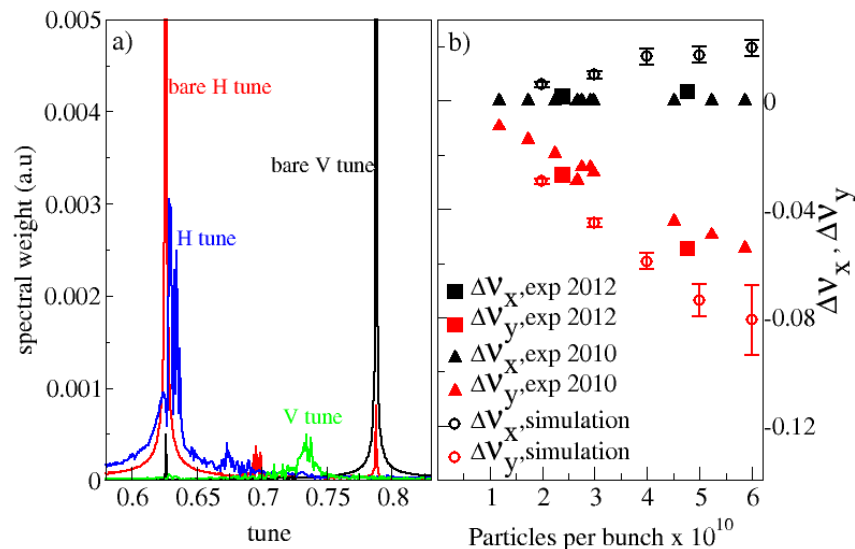 0.005
0.004
0.003
0.002
0.001
0
spectral weight (a.u)
a)
bare H tune
bare V tune
H tune
V tune
0.6
0.65
0.7
0.75
0.8
tune
b)
0
-0.04
-0.08
-0.12
Δν_x, Δν_y
Δν_x,exp 2012
Δν_y,exp 2012
Δν_x,exp 2010
Δν_y,exp 2010
Δν_x,simulation
Δν_y,simulation
1
2
3
4
5
6
Particles per bunch x 10^10